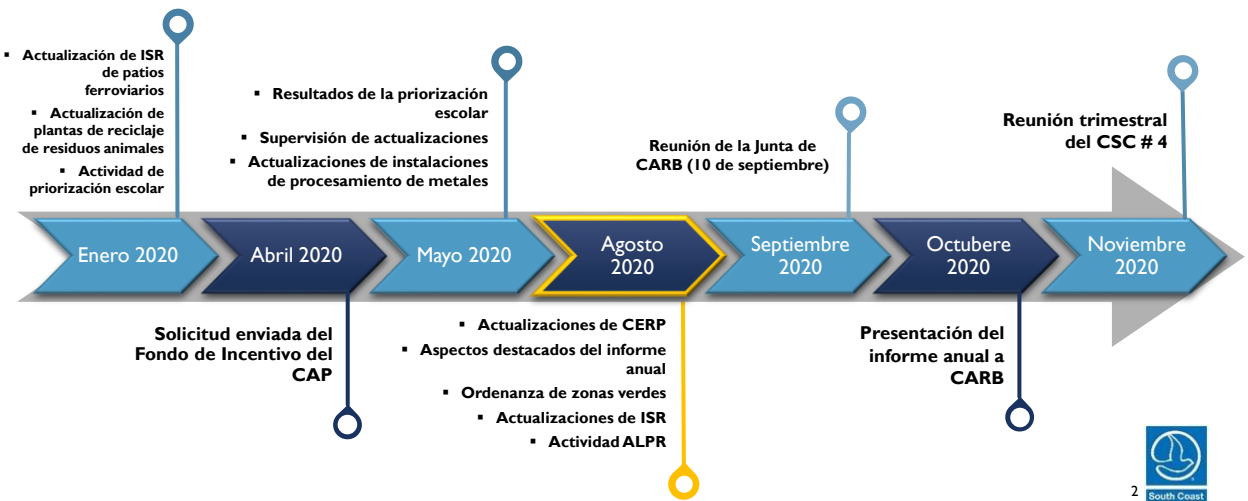 ▪ Actualización de ISR
de patios
ferroviarios
▪ Actualización de
plantas de reciclaje
de residuos animales
▪ Actividad de
priorización escolar
▪ Resultados de la priorización
escolar
▪ Supervisión de actualizaciones
▪ Actualizaciones de instalaciones
de procesamiento de metales
Reunión de la Junta de
CARB (10 de septiembre)
Reunión trimestral
del CSC # 4
Enero 2020
Abril 2020
Mayo 2020
Agosto
2020
Septiembre
2020
Octubere
2020
Noviembre
2020
Solicitud enviada del
Fondo de Incentivo del
CAP
▪ Actualizaciones de CERP
▪ Aspectos destacados del informe
anual
▪ Ordenanza de zonas verdes
▪ Actualizaciones de ISR
▪ Actividad ALPR
Presentación del
informe anual a
CARB
2
South Coast